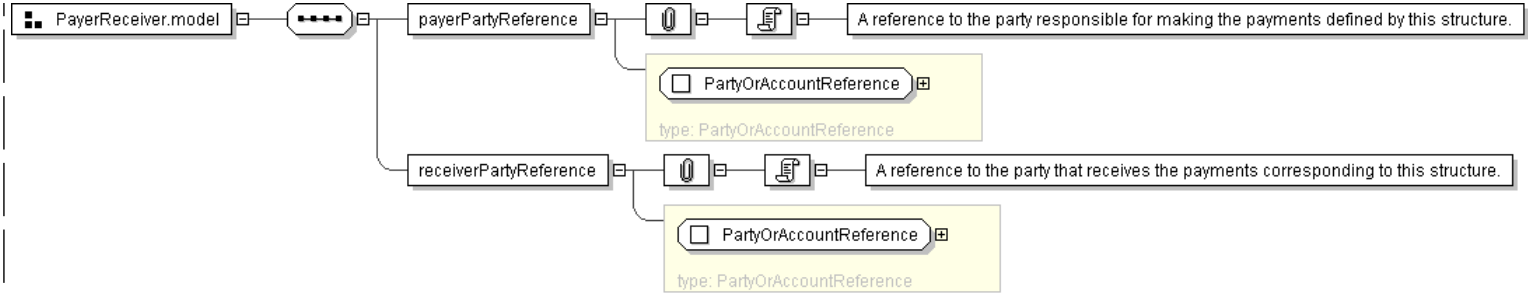 PayerReceiver.model
payerPartyReference
A reference to the party responsible for making the payments defined by this structure.
PartyOrAccountReference
type: PartyOrAccountReference
receiverPartyReference
A reference to the party that receives the payments corresponding to this structure.
PartyOrAccountReference
type: PartyOrAccountReference